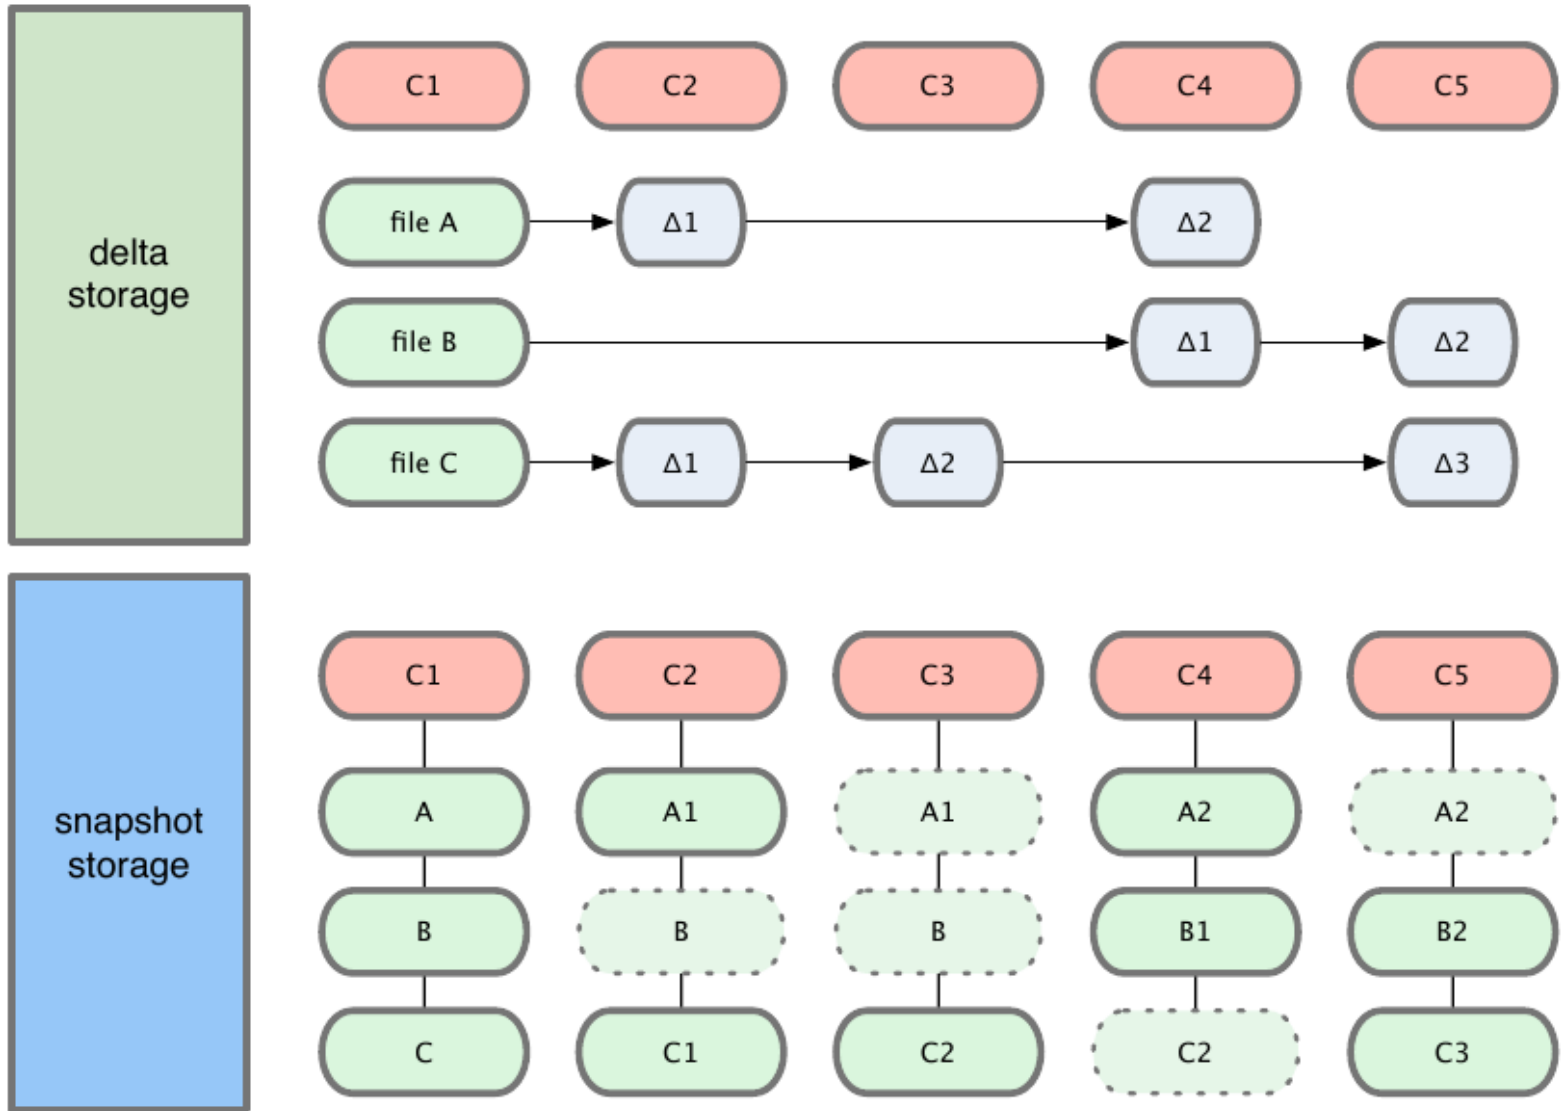 delta
storage
C1 C2 C3 C4 C5
file A Δ1 Δ2
file B Δ1 Δ2
file C Δ1 Δ2 Δ3
snapshot
storage
C1 C2 C3 C4 C5
A A1 A1 A2 A2
B B B B1 B2
C C1 C2 C2 C3